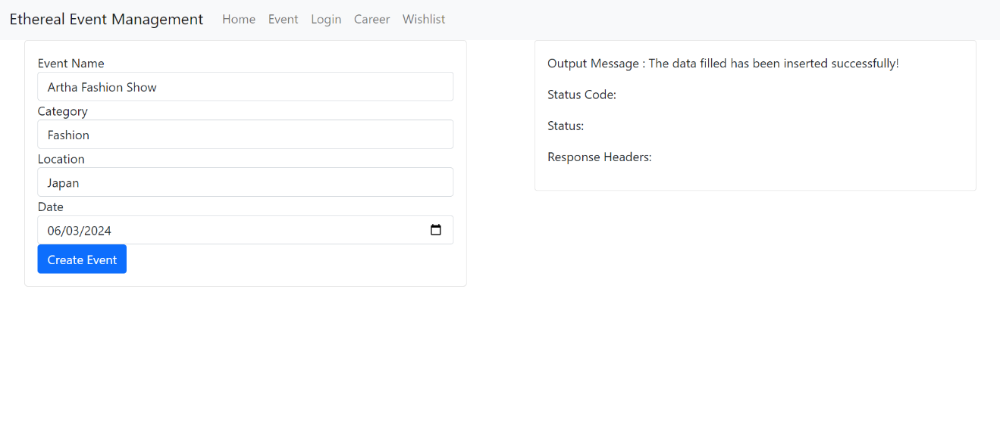 Ethereal Event Management Home Event Login Career Wishlist
Event Name
Artha Fashion Show
Category
Fashion
Location
Japan
Date
06/03/2024
Create Event
Output Message : The data filled has been inserted successfully!
Status Code:
Status:
Response Headers: